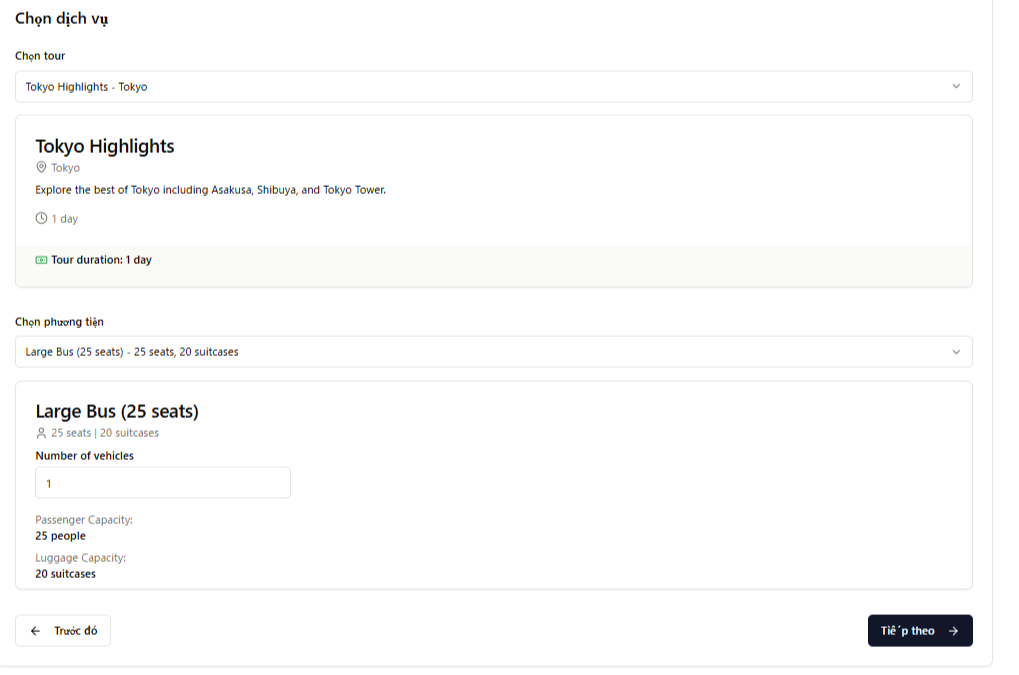 Chọn dịch vụ
Chọn tour
Tokyo Highlights - Tokyo
Tokyo Highlights
Tokyo
Explore the best of Tokyo including Asakusa, Shibuya, and Tokyo Tower.
1 day
Tour duration: 1 day
Chọn phương tiện
Large Bus (25 seats) - 25 seats, 20 suitcases
Large Bus (25 seats)
25 seats | 20 suitcases
Number of vehicles
1
Passenger Capacity:
25 people
Luggage Capacity:
20 suitcases
Trước đó
Tiếp theo